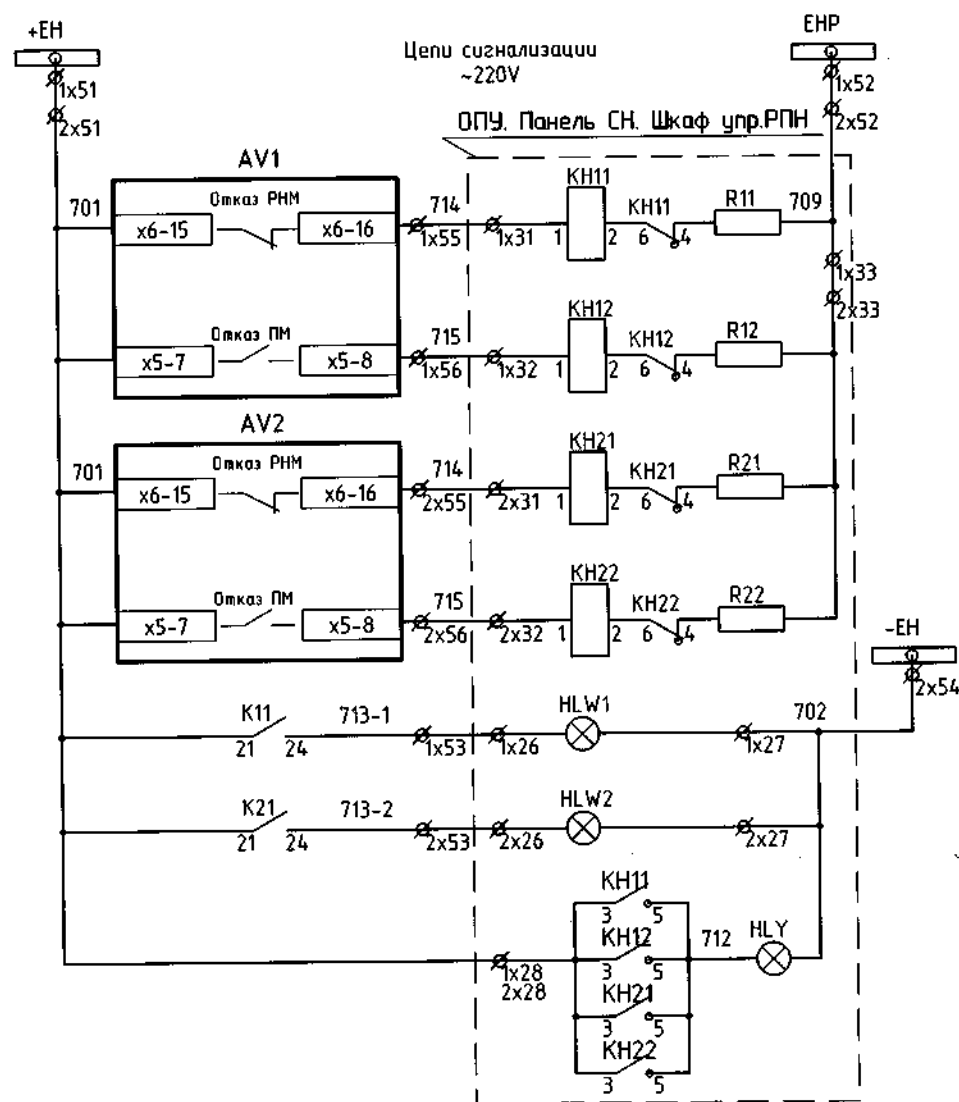 +EH
EHP
Цепи сигнализации
~220V
1x51
2x51
1x52
2x52
ОПУ. Панель СН. Шкаф упр.РПН
AV1
701
Отказ РНМ
x6-15
x6-16
714
1x55
1x31
KH11
1
2
KH11
6
4
R11
709
1x33
2x33
Отказ ПМ
x5-7
x5-8
715
1x56
1x32
KH12
1
2
KH12
6
4
R12
AV2
701
Отказ РНМ
x6-15
x6-16
714
2x55
2x31
KH21
1
2
KH21
6
4
R21
Отказ ПМ
x5-7
x5-8
715
2x56
2x32
KH22
1
2
KH22
6
4
R22
-EH
2x54
K11
21
24
713-1
1x53
1x26
HLW1
1x27
702
K21
21
24
713-2
2x53
2x26
HLW2
2x27
1x28
2x28
KH11
3
5
KH12
3
5
KH21
3
5
KH22
3
5
712
HLY